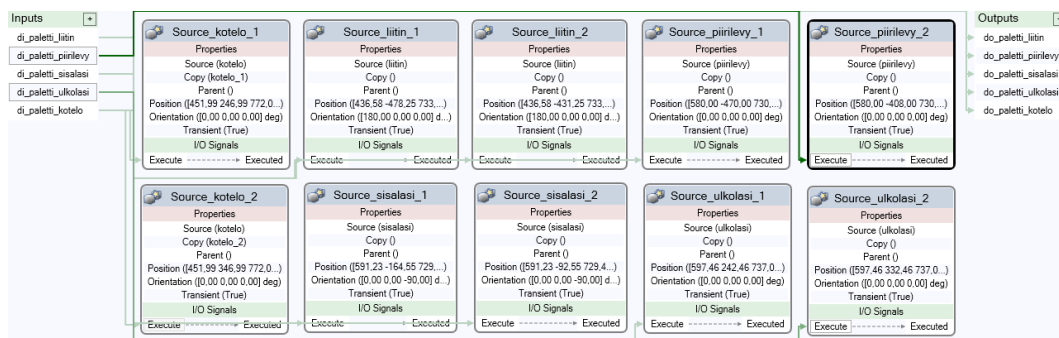 Inputs
+
di_paletti_liitin
di_paletti_piirilevy
di_paletti_sisalasi
di_paletti_ulkolasi
di_paletti_kotelo
Source_kotelo_1
Properties
Source (kotelo)
Copy (kotelo_1)
Parent ()
Position ([451,99 246,99 772,0...)
Orientation ([0,00 0,00 0,00] deg)
Transient (True)
I/O Signals
Execute Executed
Source_liitin_1
Properties
Source (liitin)
Copy ()
Parent ()
Position ([436,58 -478,25 733,...)
Orientation ([180,00 0,00 0,00] d...)
Transient (True)
I/O Signals
Execute Executed
Source_liitin_2
Properties
Source (liitin)
Copy ()
Parent ()
Position ([436,58 -431,25 733,...)
Orientation ([180,00 0,00 0,00] d...)
Transient (True)
I/O Signals
Execute Executed
Source_piirilevy_1
Properties
Source (piirilevy)
Copy ()
Parent ()
Position ([580,00 -470,00 730,...)
Orientation ([0,00 0,00 0,00] deg)
Transient (True)
I/O Signals
Execute Executed
Source_piirilevy_2
Properties
Source (piirilevy)
Copy ()
Parent ()
Position ([580,00 -408,00 730,...)
Orientation ([0,00 0,00 0,00] deg)
Transient (True)
I/O Signals
Execute Executed
Outputs
do_paletti_liitin
do_paletti_piirilevy
do_paletti_sisalasi
do_paletti_ulkolasi
do_paletti_kotelo
Source_kotelo_2
Properties
Source (kotelo)
Copy (kotelo_2)
Parent ()
Position ([451,99 346,99 772,0...)
Orientation ([0,00 0,00 0,00] deg)
Transient (True)
I/O Signals
Execute Executed
Source_sisalasi_1
Properties
Source (sisalasi)
Copy ()
Parent ()
Position ([591,23 -164,55 729,...)
Orientation ([0,00 0,00 -90,00] d...)
Transient (True)
I/O Signals
Execute Executed
Source_sisalasi_2
Properties
Source (sisalasi)
Copy ()
Parent ()
Position ([591,23 -92,55 729,4...)
Orientation ([0,00 0,00 -90,00] d...)
Transient (True)
I/O Signals
Execute Executed
Source_ulkolasi_1
Properties
Source (ulkolasi)
Copy ()
Parent ()
Position ([597,46 242,46 737,0...)
Orientation ([0,00 0,00 0,00] deg)
Transient (True)
I/O Signals
Execute Executed
Source_ulkolasi_2
Properties
Source (ulkolasi)
Copy ()
Parent ()
Position ([597,46 332,46 737,0...)
Orientation ([0,00 0,00 0,00] deg)
Transient (True)
I/O Signals
Execute Executed